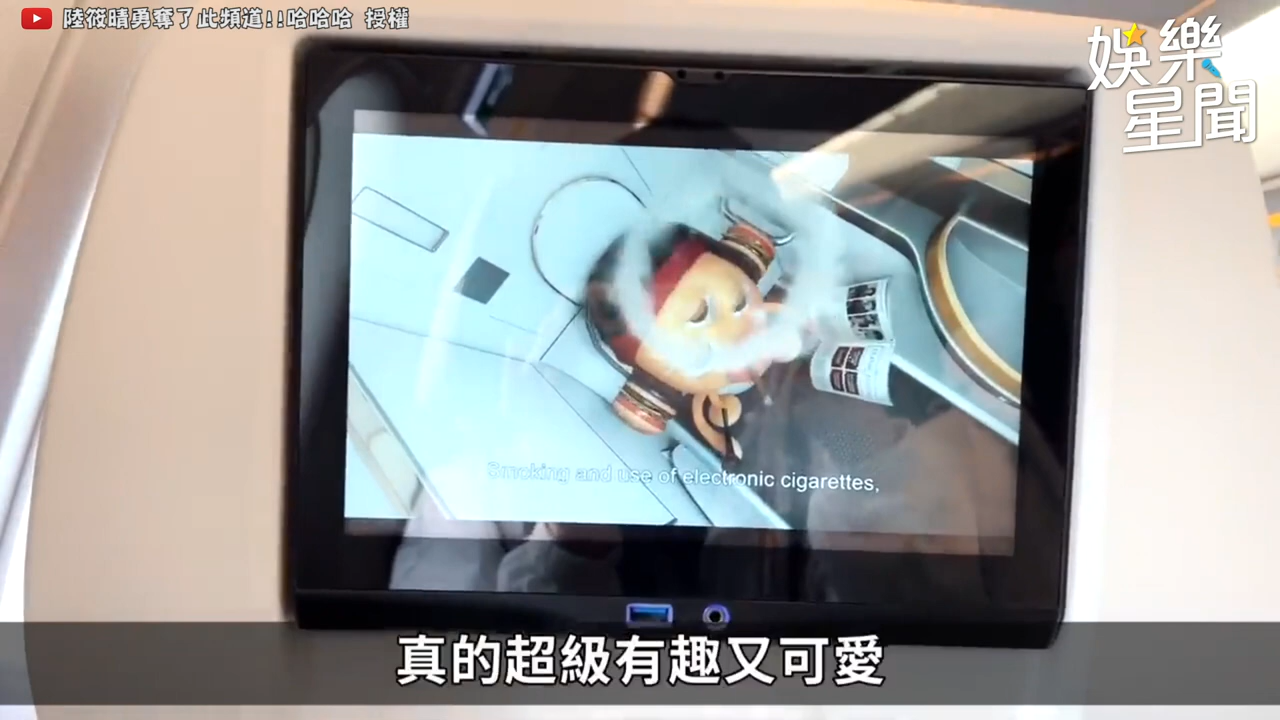 陸筱晴勇奪了此頻道!!哈哈哈 授權
娛樂
星聞
Smoking and use of electronic cigarettes,
真的超級有趣又可愛